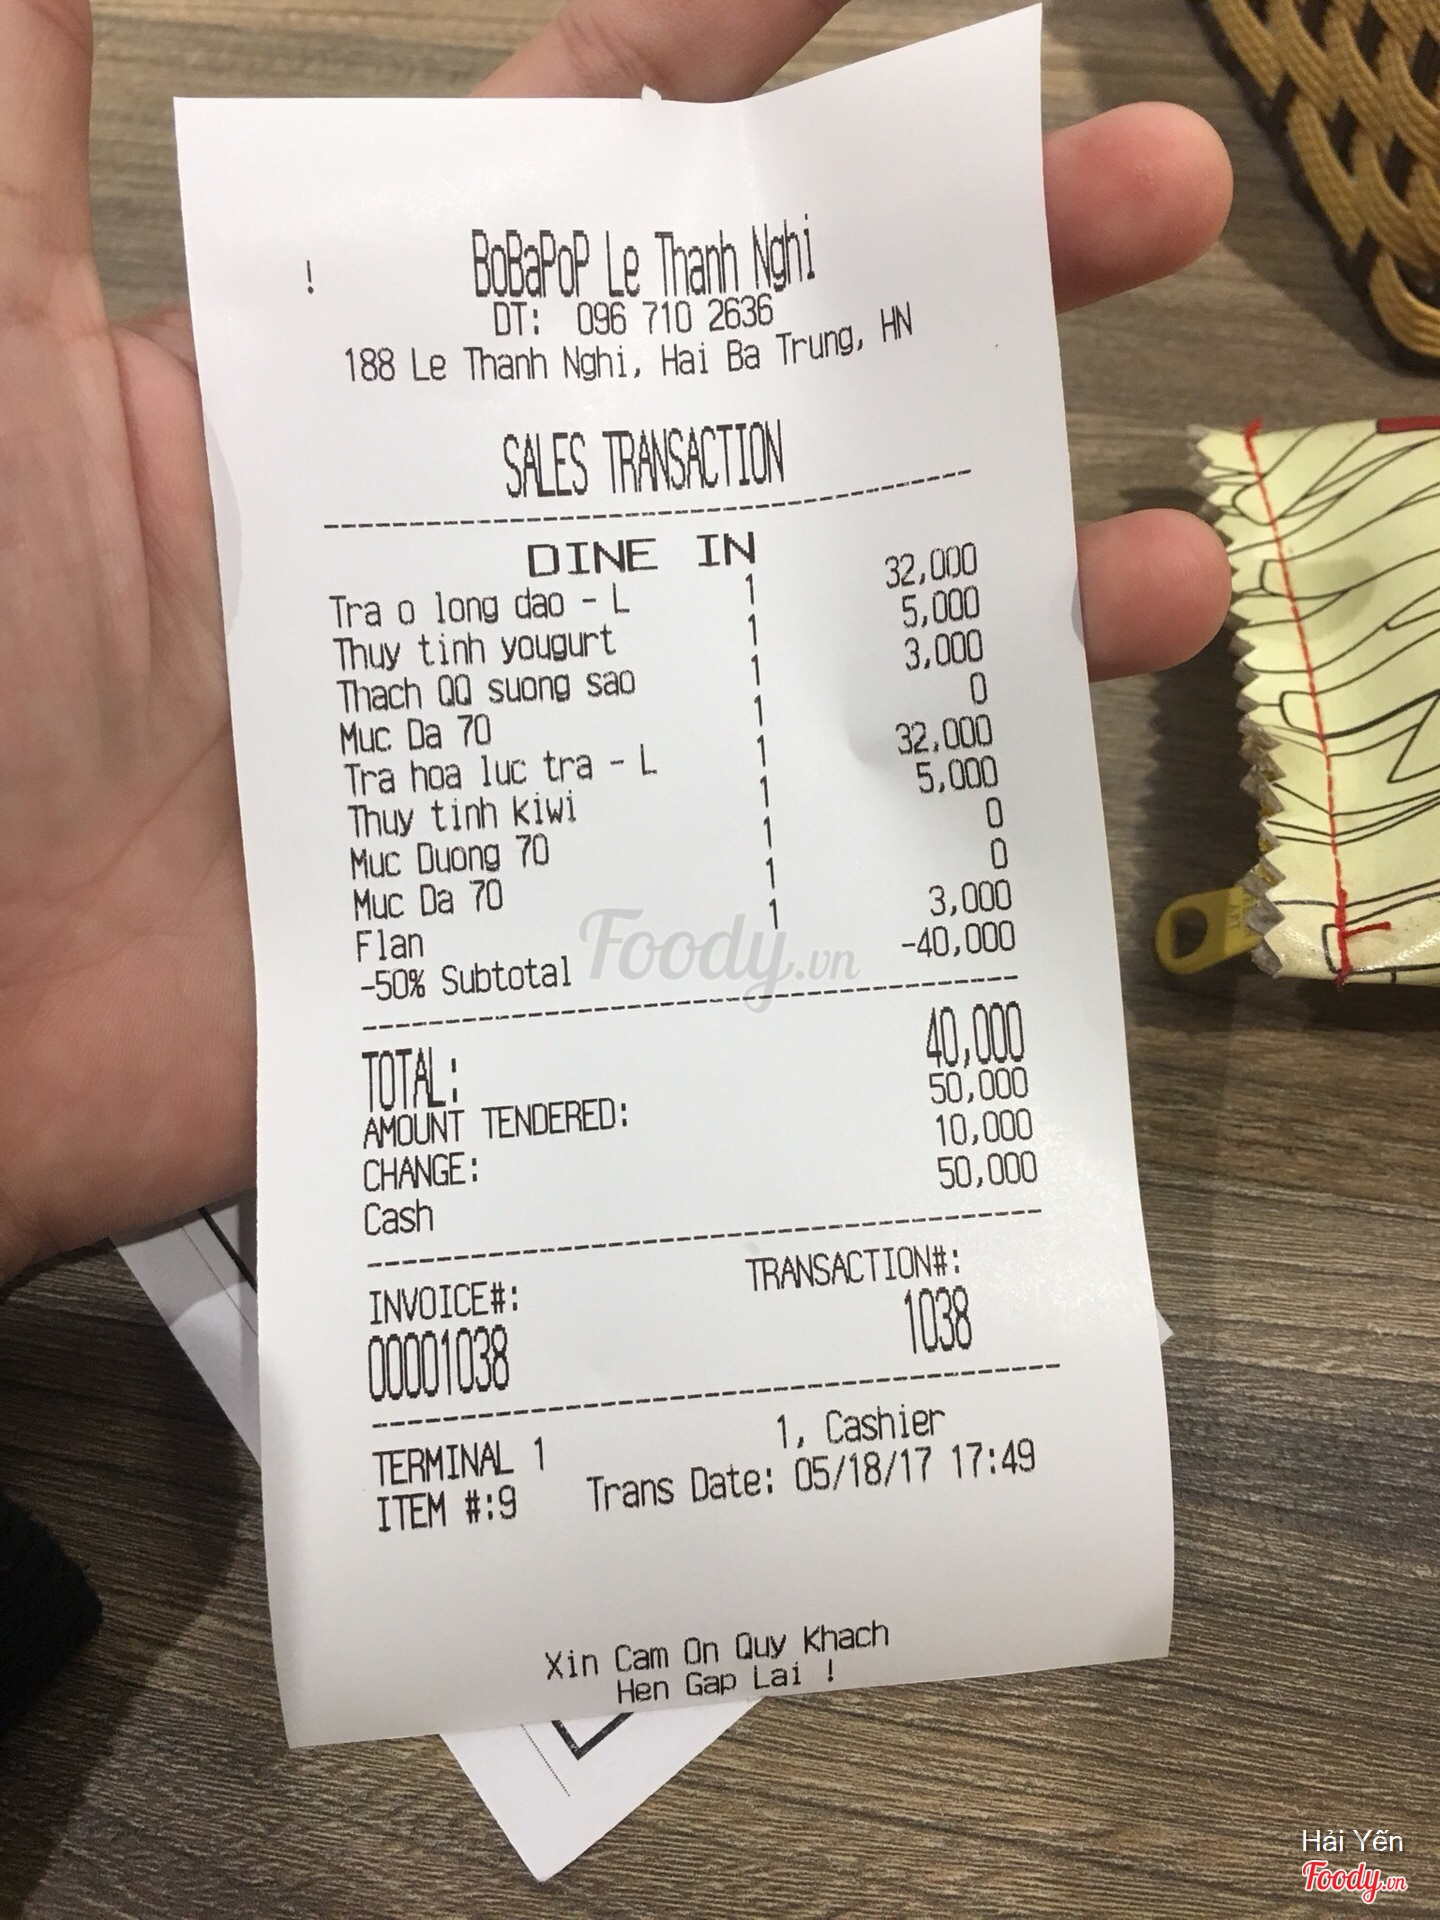 !
BoBaPoP Le Thanh Nghi
DT: 096 710 2636
188 Le Thanh Nghi, Hai Ba Trung, HN
SALES TRANSACTION
DINE IN
Tra o long dao - L 1 32,000
Thuy tinh yougurt 1 5,000
Thach QQ suong sao 1 3,000
Muc Da 70 1 0
Tra hoa luc tra - L 1 32,000
Thuy tinh kiwi 1 5,000
Muc Duong 70 1 0
Muc Da 70 1 0
Flan 1 3,000
-50% Subtotal -40,000
Foody.vn
TOTAL: 40,000
AMOUNT TENDERED: 50,000
CHANGE: 10,000
Cash 50,000
INVOICE#: TRANSACTION#:
00001038 1038
TERMINAL 1 1, Cashier
ITEM #:9 Trans Date: 05/18/17 17:49
Xin Cam On Quy Khach
Hen Gap Lai !
Hải Yến
Foody.vn